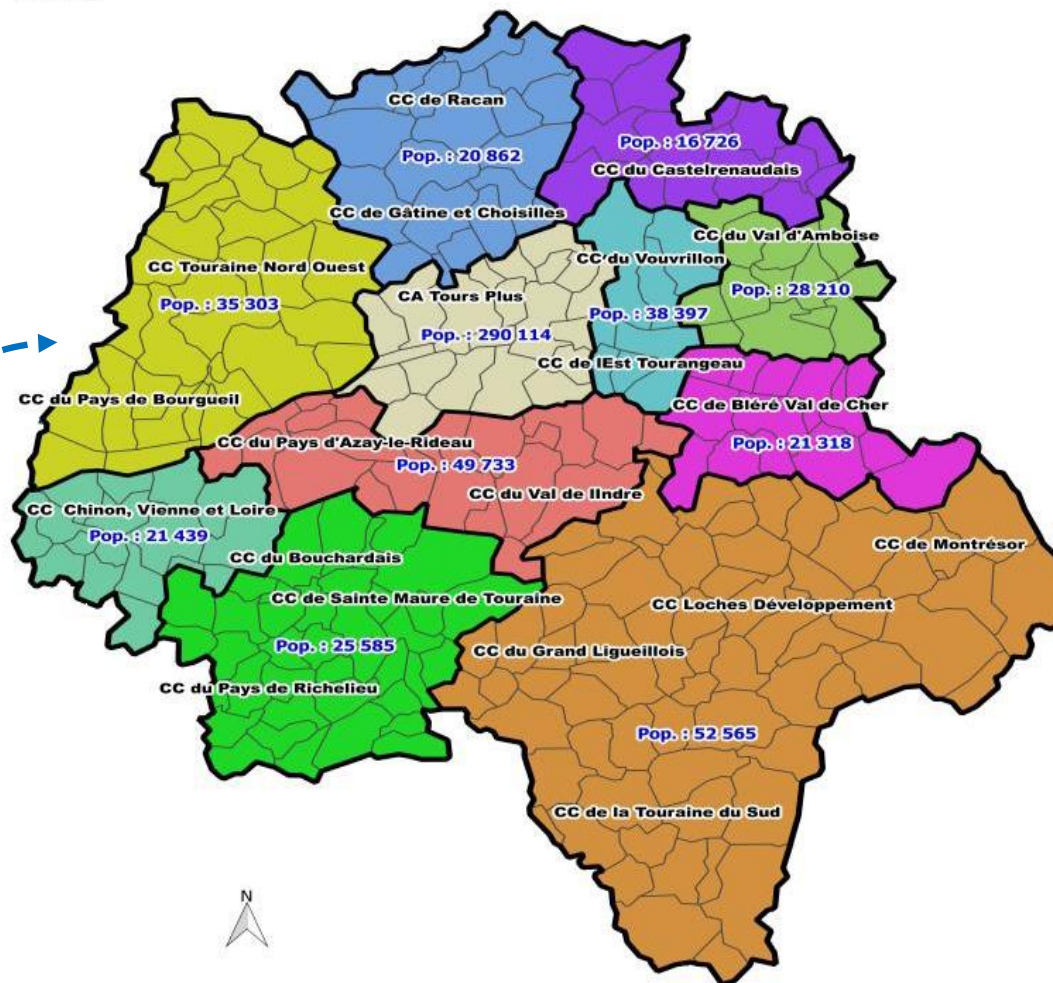 CC de Racan
Pop. : 20 862
CC de Gâtine et Choisilles
Pop. : 16 726
CC du Castelrenaudais
CC Touraine Nord Ouest
Pop. : 35 303
CC du Pays de Bourgueil
CA Tours Plus
Pop. : 290 114
CC du Vouvrillon
Pop. : 38 397
CC de lEst Tourangeau
CC du Val d'Amboise
Pop. : 28 210
CC de Bléré Val de Cher
Pop. : 21 318
CC du Pays d'Azay-le-Rideau
Pop. : 49 733
CC du Val de lIndre
CC Chinon, Vienne et Loire
Pop. : 21 439
CC du Bouchardais
CC de Sainte Maure de Touraine
Pop. : 25 585
CC du Pays de Richelieu
CC de Montrésor
CC Loches Développement
CC du Grand Ligueillois
Pop. : 52 565
CC de la Touraine du Sud
N